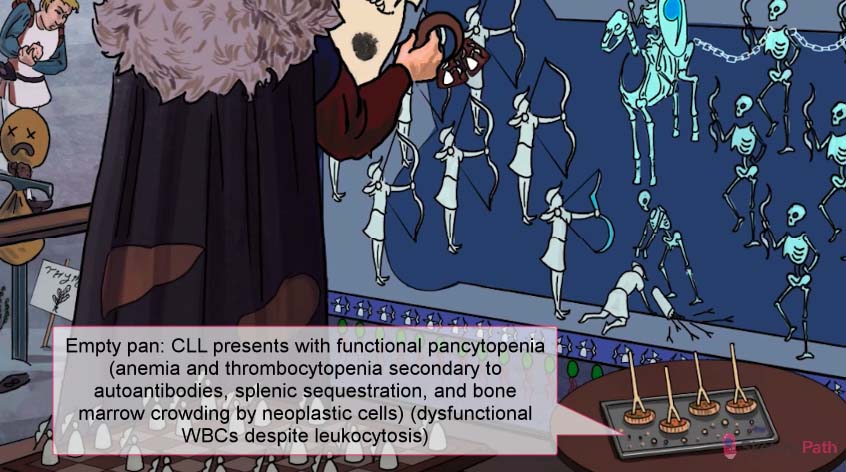 THYM
Empty pan: CLL presents with functional pancytopenia
(anemia and thrombocytopenia secondary to
autoantibodies, splenic sequestration, and bone
marrow crowding by neoplastic cells) (dysfunctional
WBCs despite leukocytosis)
Path